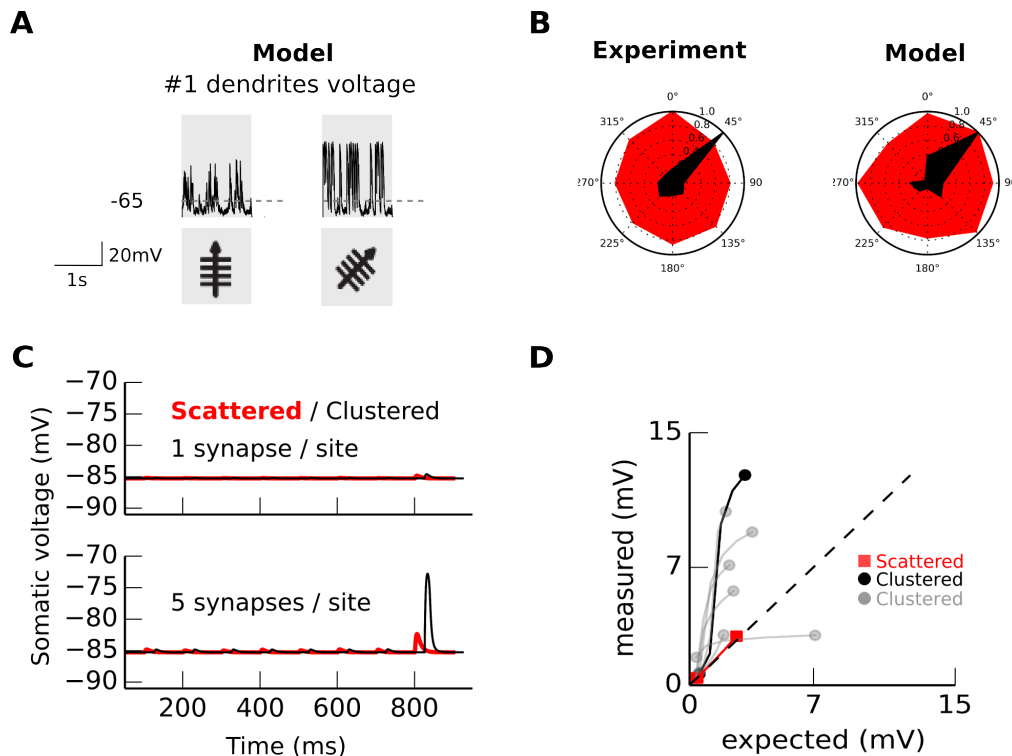 A
Model
#1 dendrites voltage
-65
20mV
1s
B
Experiment
Model
0°
45°
90
135°
180°
225°
270°
315°
1.0
0.8
0.6
0°
45°
90
135°
180°
225°
270°
315°
1.0
0.8
0.6
C
Somatic voltage (mV)
−70
−75
−80
−85
−90
Scattered / Clustered
1 synapse / site
−70
−75
−80
−85
−90
5 synapses / site
200
400
600
800
Time (ms)
D
measured (mV)
15
7
0
Scattered
Clustered
Clustered
0
7
15
expected (mV)